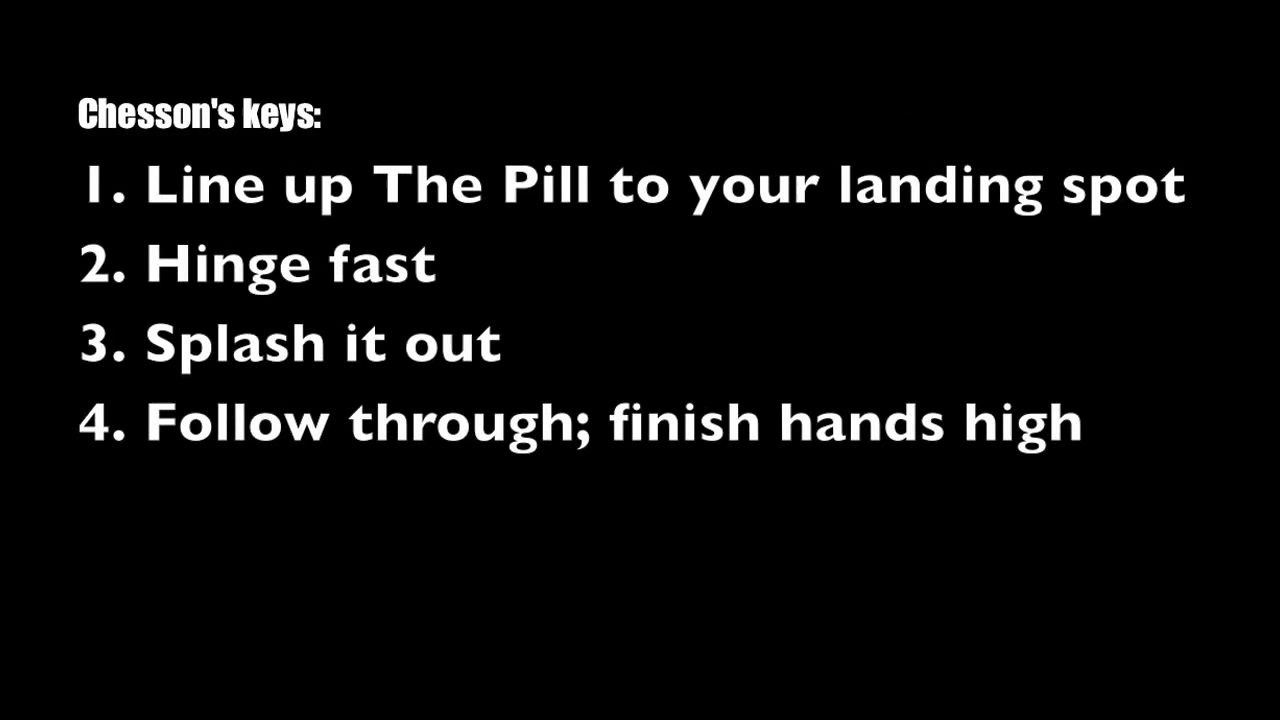 Chesson's keys:
1. Line up The Pill to your landing spot
2. Hinge fast
3. Splash it out
4. Follow through; finish hands high